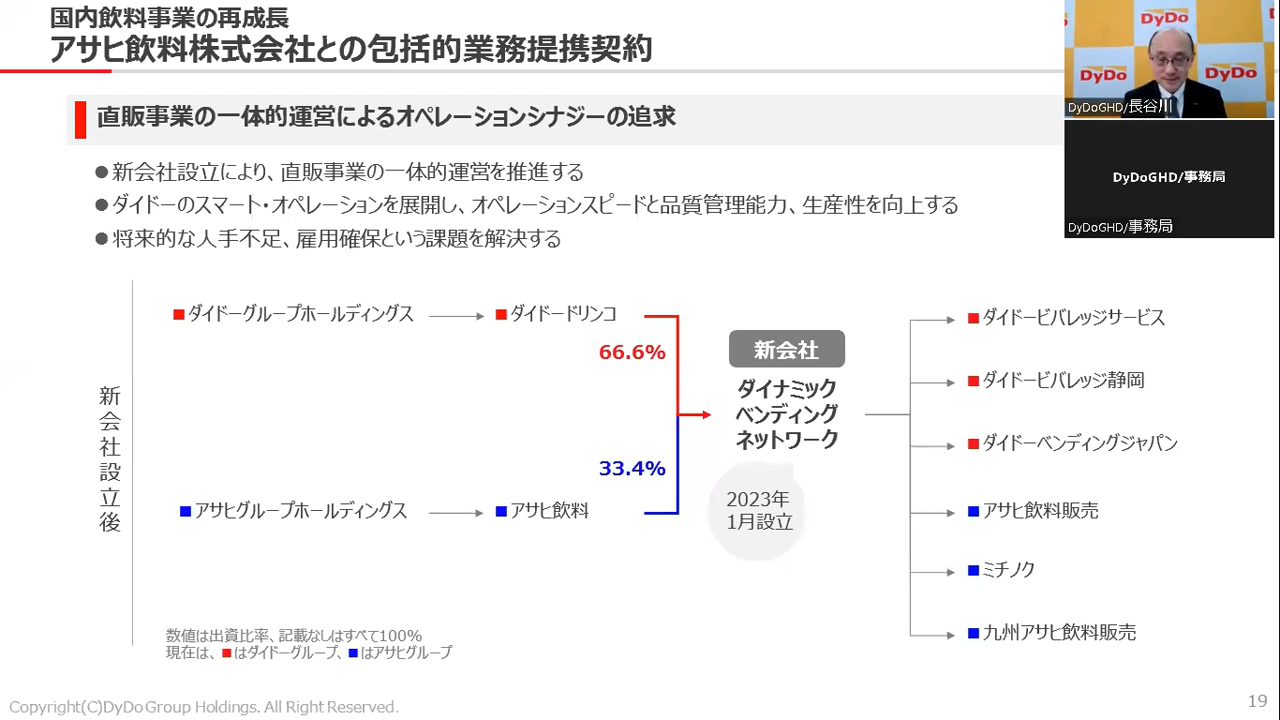 国内飲料事業の再成長
アサヒ飲料株式会社との包括的業務提携契約
直販事業の一体的運営によるオペレーションシナジーの追求
●新会社設立により、直販事業の一体的運営を推進する
●ダイドーのスマート・オペレーションを展開し、オペレーションスピードと品質管理能力、生産性を向上する
●将来的な人手不足、雇用確保という課題を解決する
DyDo
DyDo
DyDo
DyDoGHD/長谷川
DyDoGHD/事務局
DyDoGHD/事務局
新会社設立後
■ダイドーグループホールディングス
■ダイドードリンコ
66.6%
33.4%
■アサヒグループホールディングス
■アサヒ飲料
新会社
ダイナミック
ベンディング
ネットワーク
2023年
1月設立
■ダイドービバレッジサービス
■ダイドービバレッジ静岡
■ダイドーベンディングジャパン
■アサヒ飲料販売
■ミチノク
■九州アサヒ飲料販売
数値は出資比率、記載なしはすべて100%
現在は、■はダイドーグループ、■はアサヒグループ
Copyright(C)DyDo Group Holdings. All Right Reserved.
19